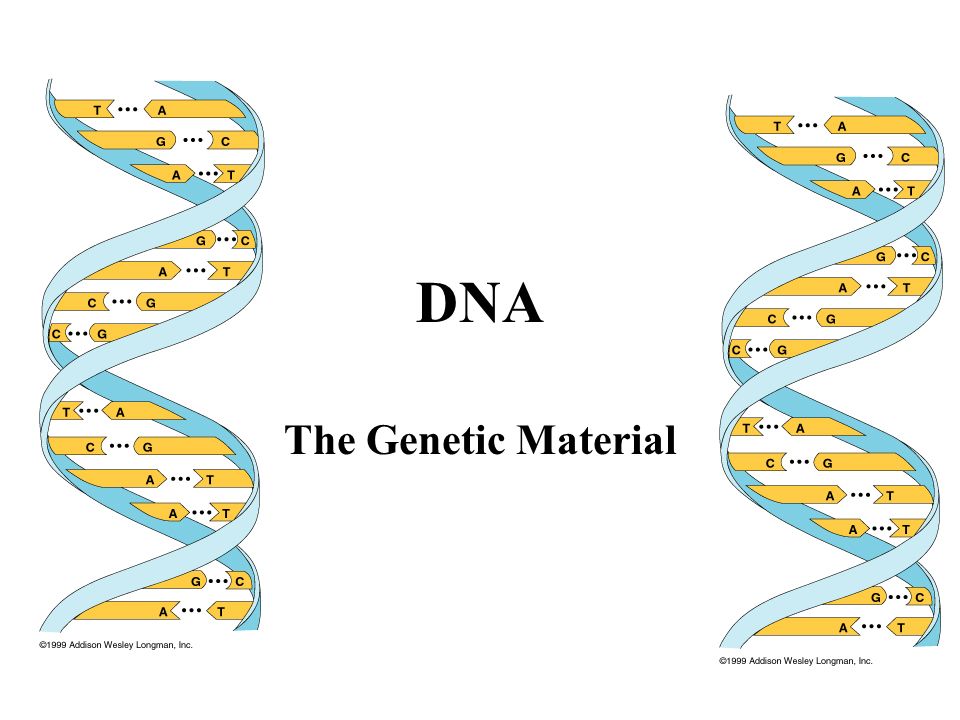 T ••• A
G ••• C
A ••• T
G ••• C
A ••• T
C ••• G
C ••• G
T ••• A
C ••• G
A ••• T
A ••• T
G ••• C
A ••• T
©1999 Addison Wesley Longman, Inc.
DNA
The Genetic Material
T ••• A
G ••• C
A ••• T
G ••• C
A ••• T
C ••• G
C ••• G
T ••• A
C ••• G
A ••• T
A ••• T
G ••• C
A ••• T
©1999 Addison Wesley Longman, Inc.